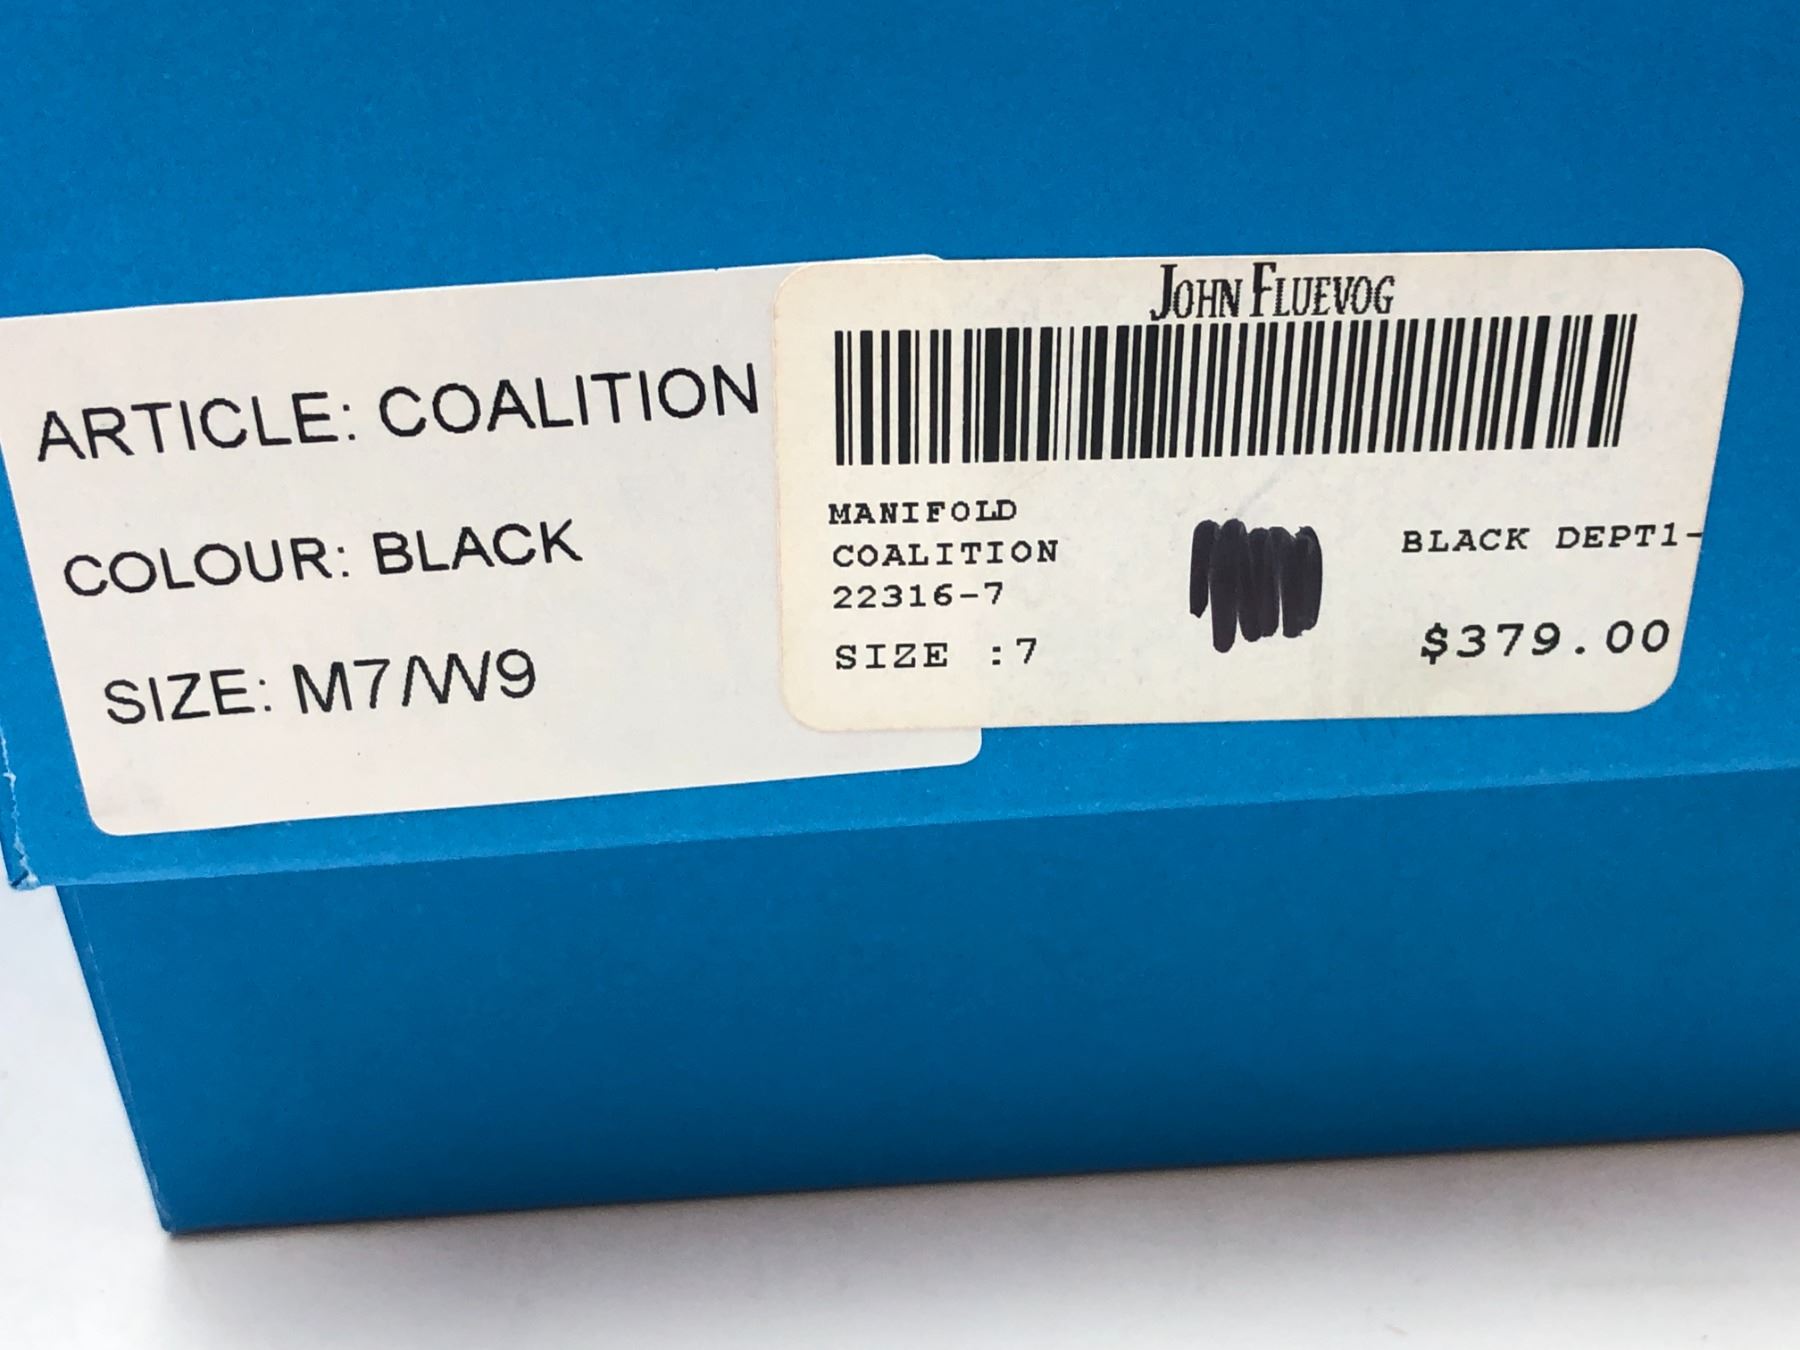 ARTICLE: COALITION
COLOUR: BLACK
SIZE: M7/W9
JOHN FLUEVOG
MANIFOLD
COALITION
22316-7
SIZE :7
BLACK DEPT1-
$379.00